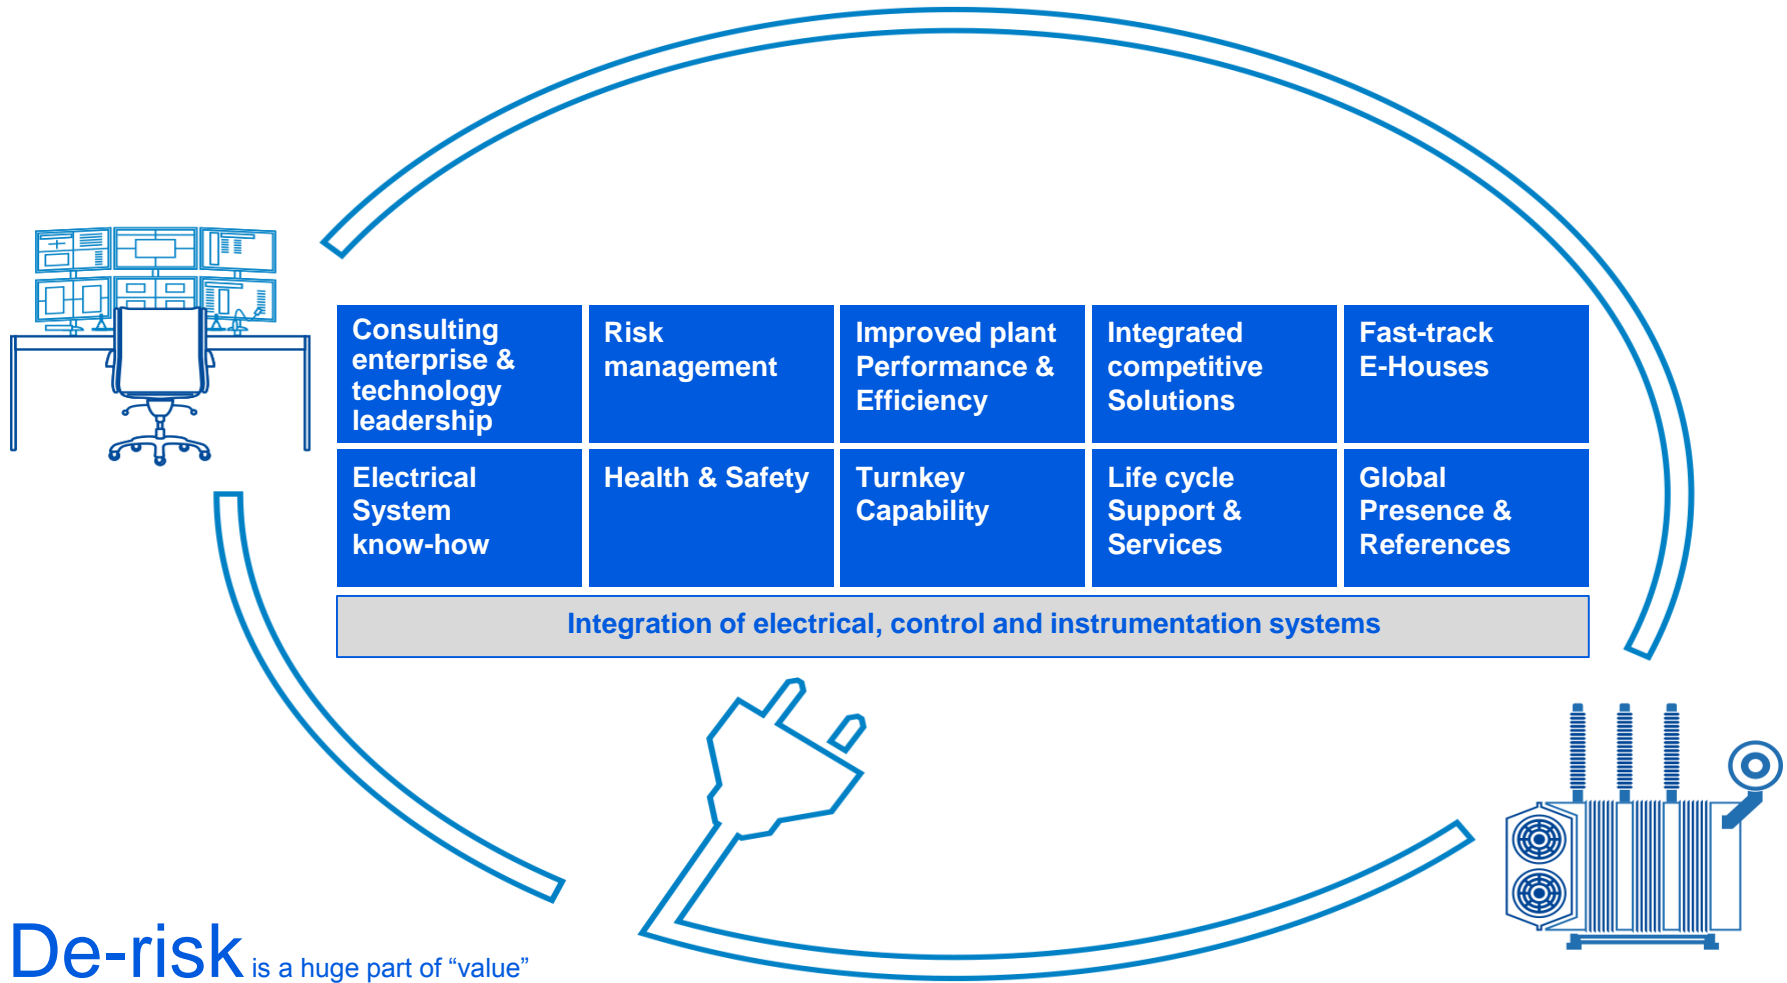 Consulting
enterprise &
technology
leadership
Risk
management
Improved plant
Performance &
Efficiency
Integrated
competitive
Solutions
Fast-track
E-Houses
Electrical
System
know-how
Health & Safety
Turnkey
Capability
Life cycle
Support &
Services
Global
Presence &
References
Integration of electrical, control and instrumentation systems
De-risk is a huge part of “value”